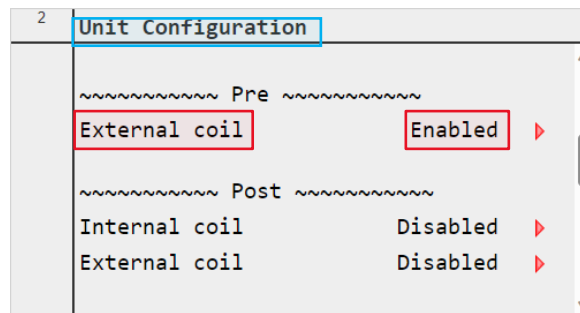 2
Unit Configuration
~~~~~~~~~~~ Pre ~~~~~~~~~~~
External coil Enabled
~~~~~~~~~~~ Post ~~~~~~~~~~~
Internal coil Disabled
External coil Disabled